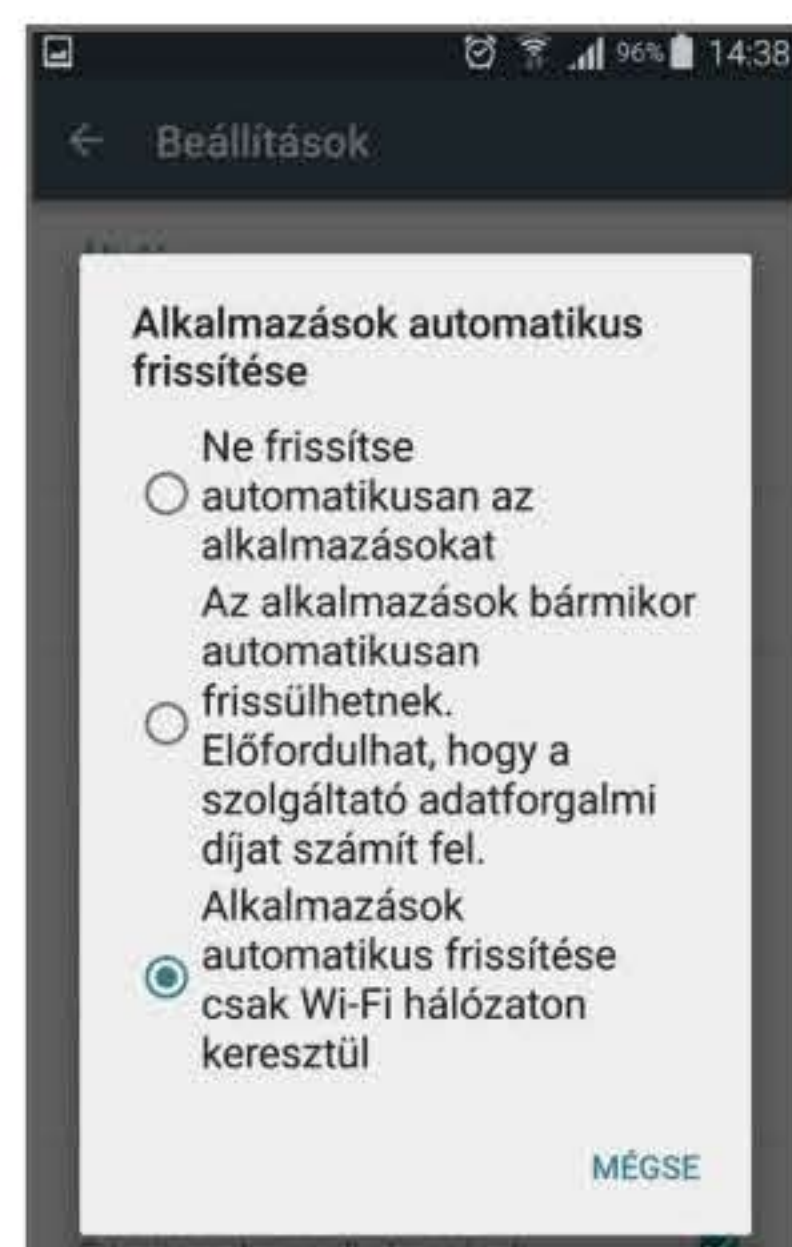 96% 14:38
Beállítások
Alkalmazások automatikus
frissítése
Ne frissítse
automatikusan az
alkalmazásokat
Az alkalmazások bármikor
automatikusan
frissülhetnek.
Előfordulhat, hogy a
szolgáltató adatforgalmi
díjat számít fel.
Alkalmazások
automatikus frissítése
csak Wi-Fi hálózaton
keresztül
MÉGSE